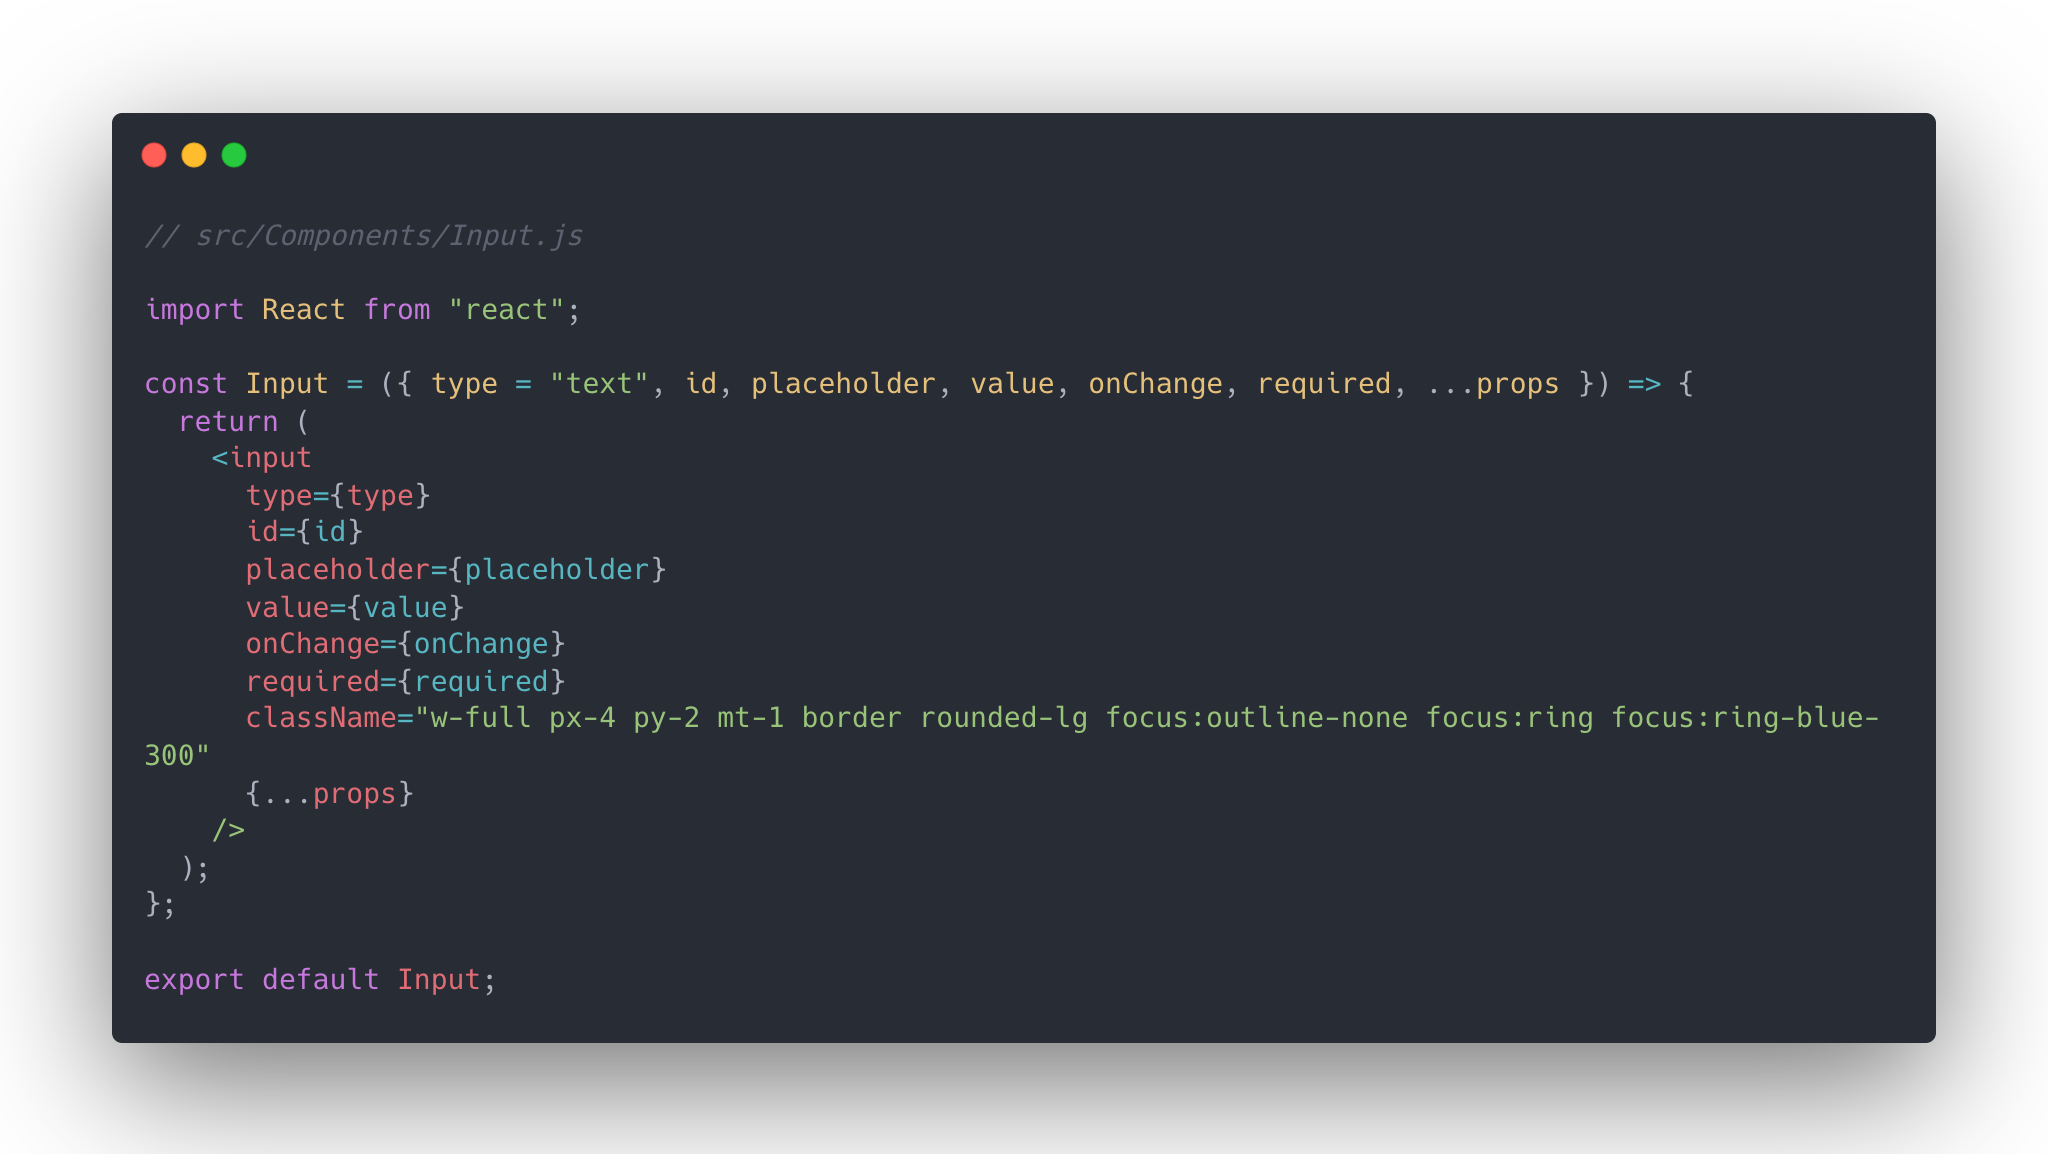 // src/Components/Input.js

import React from "react";

const Input = ({ type = "text", id, placeholder, value, onChange, required, ...props }) => {
  return (
    <input
      type={type}
      id={id}
      placeholder={placeholder}
      value={value}
      onChange={onChange}
      required={required}
      className="w-full px-4 py-2 mt-1 border rounded-lg focus:outline-none focus:ring focus:ring-blue-
300"
      {...props}
    />
  );
};

export default Input;